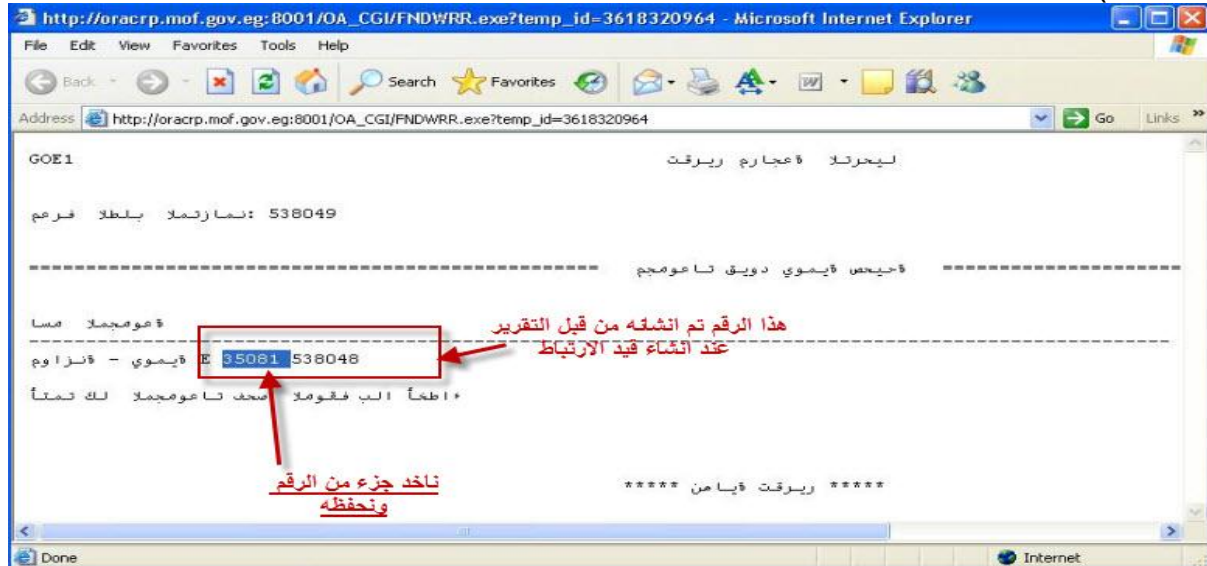 http://oracrp.mof.gov.eg:8001/OA_CGI/FNDWRR.exe?temp_id=3618320964 - Microsoft Internet Explorer
File Edit View Favorites Tools Help
Back Search Favorites
Address http://oracrp.mof.gov.eg:8001/OA_CGI/FNDWRR.exe?temp_id=3618320964 Go Links
GOE1 ليحرتلا ةعجارم ريرقت
538049 :نمازتملا بلطلا فرعم
ةحيحص ةيموي دويق تاعومجم
ةعومجملا مسا
هذا الرقم تم انشائه من قبل التقرير
عند انشاء قيد الارتباط
ةيموي - ةنزاوم E 35081 538048
ءاطخأ الب تاعومجملا لك تمتأ
ناخد جزء من الرقم
ونحفظه
***** ريرقت ةياهن *****
Done Internet